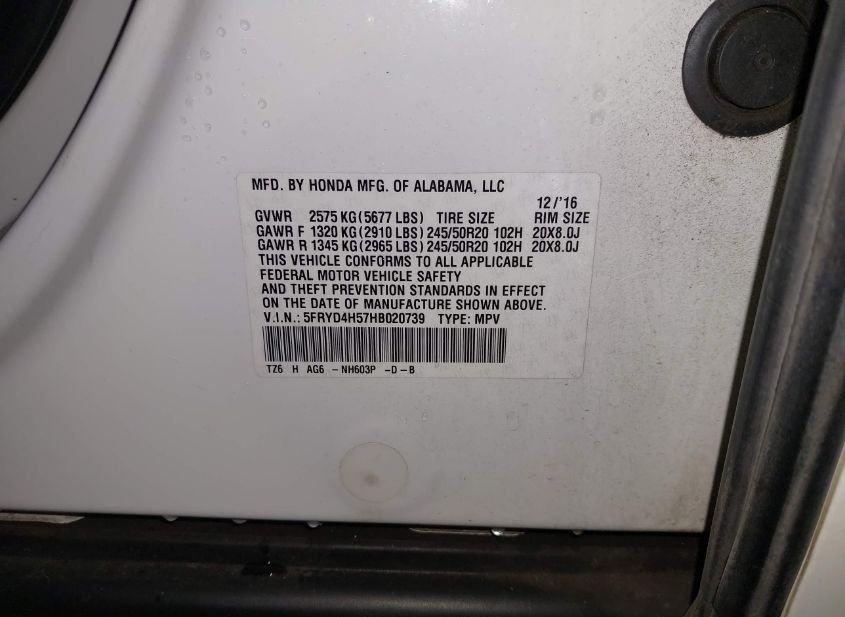 MFD. BY HONDA MFG. OF ALABAMA, LLC
12/'16
GVWR 2575 KG (5677 LBS) TIRE SIZE RIM SIZE
GAWR F 1320 KG (2910 LBS) 245/50R20 102H 20X8.0J
GAWR R 1345 KG (2965 LBS) 245/50R20 102H 20X8.0J
THIS VEHICLE CONFORMS TO ALL APPLICABLE
FEDERAL MOTOR VEHICLE SAFETY
AND THEFT PREVENTION STANDARDS IN EFFECT
ON THE DATE OF MANUFACTURE SHOWN ABOVE.
V.I.N.: 5FRYD4H57HB020739 TYPE: MPV
TZ6 H AG6 - NH603P -D - B